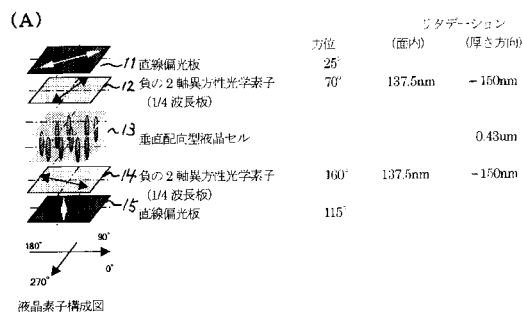 (A)
リタデーション
方位 (面内) (厚さ方向)
11 直線偏光板 25°
12 負の2軸異方性光学素子 70° 137.5nm -150nm
(1/4 波長板)
13 垂直配向型液晶セル 0.43um
14 負の2軸異方性光学素子 160° 137.5nm -150nm
(1/4 波長板)
15 直線偏光板 115°
90°
180°
0°
270°
液晶素子構成図